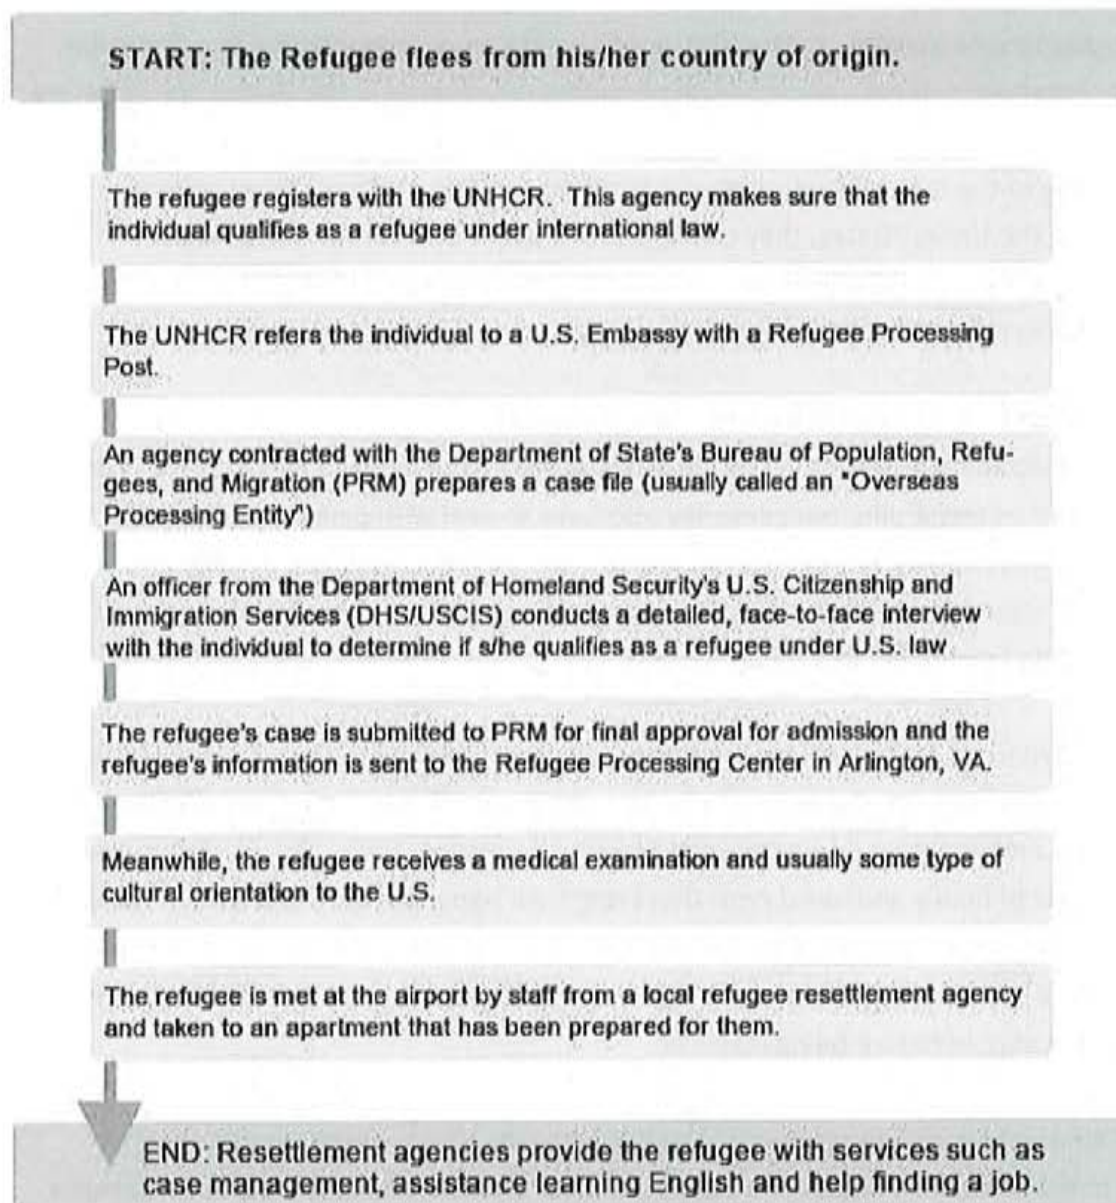 START: The Refugee flees from his/her country of origin.
The refugee registers with the UNHCR. This agency makes sure that the
individual qualifies as a refugee under international law.
The UNHCR refers the individual to a U.S. Embassy with a Refugee Processing
Post.
An agency contracted with the Department of State's Bureau of Population, Refu-
gees, and Migration (PRM) prepares a case file (usually called an "Overseas
Processing Entity")
An officer from the Department of Homeland Security's U.S. Citizenship and
Immigration Services (DHS/USCIS) conducts a detailed, face-to-face interview
with the individual to determine if s/he qualifies as a refugee under U.S. law
The refugee's case is submitted to PRM for final approval for admission and the
refugee's information is sent to the Refugee Processing Center in Arlington, VA.
Meanwhile, the refugee receives a medical examination and usually some type of
cultural orientation to the U.S.
The refugee is met at the airport by staff from a local refugee resettlement agency
and taken to an apartment that has been prepared for them.
END: Resettlement agencies provide the refugee with services such as
case management, assistance learning English and help finding a job.